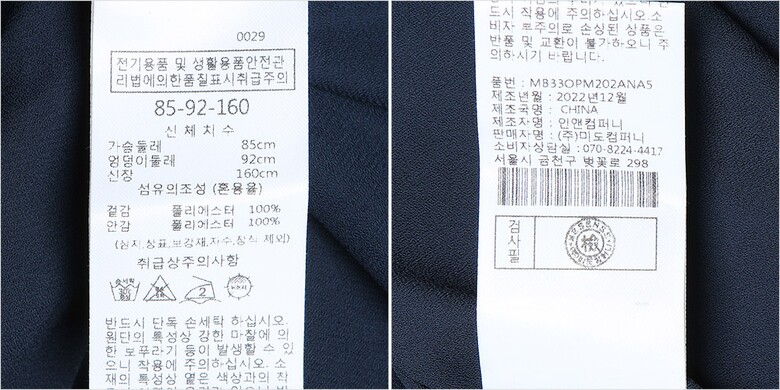 0029
전기용품 및 생활용품안전관
리법에의한품질표시취급주의
85-92-160
신체치수
가슴둘레 85cm
엉덩이둘레 92cm
신장 160cm
섬유의조성 (혼용율)
겉감 폴리에스터 100%
안감 폴리에스터 100%
(심지,상표,보강재,자수,장식 제외)
취급상주의사항
2
반드시 단독 손세탁 하십시오.
원단의 특성상 강한 마찰에 의
한 보푸라기 등이 발생할 수 있
으니 착용에 주의하십시오. 소
재의 특성상 옅은 색상과의 착
드시 착용에 주의하십시오.소
비자 부주의로 손상된 상품은
반품 및 교환이 불가하오니 주
의하시기 바랍니다.
품번 : MB33OPM202ANA5
제조년월 : 2022년12월
제조국명 : CHINA
제조자명 : 인앤컴퍼니
판매자명 : (주)미도컴퍼니
소비자상담실 : 070-8224-4417
서울시 금천구 벚꽃로 298
검사필
檢